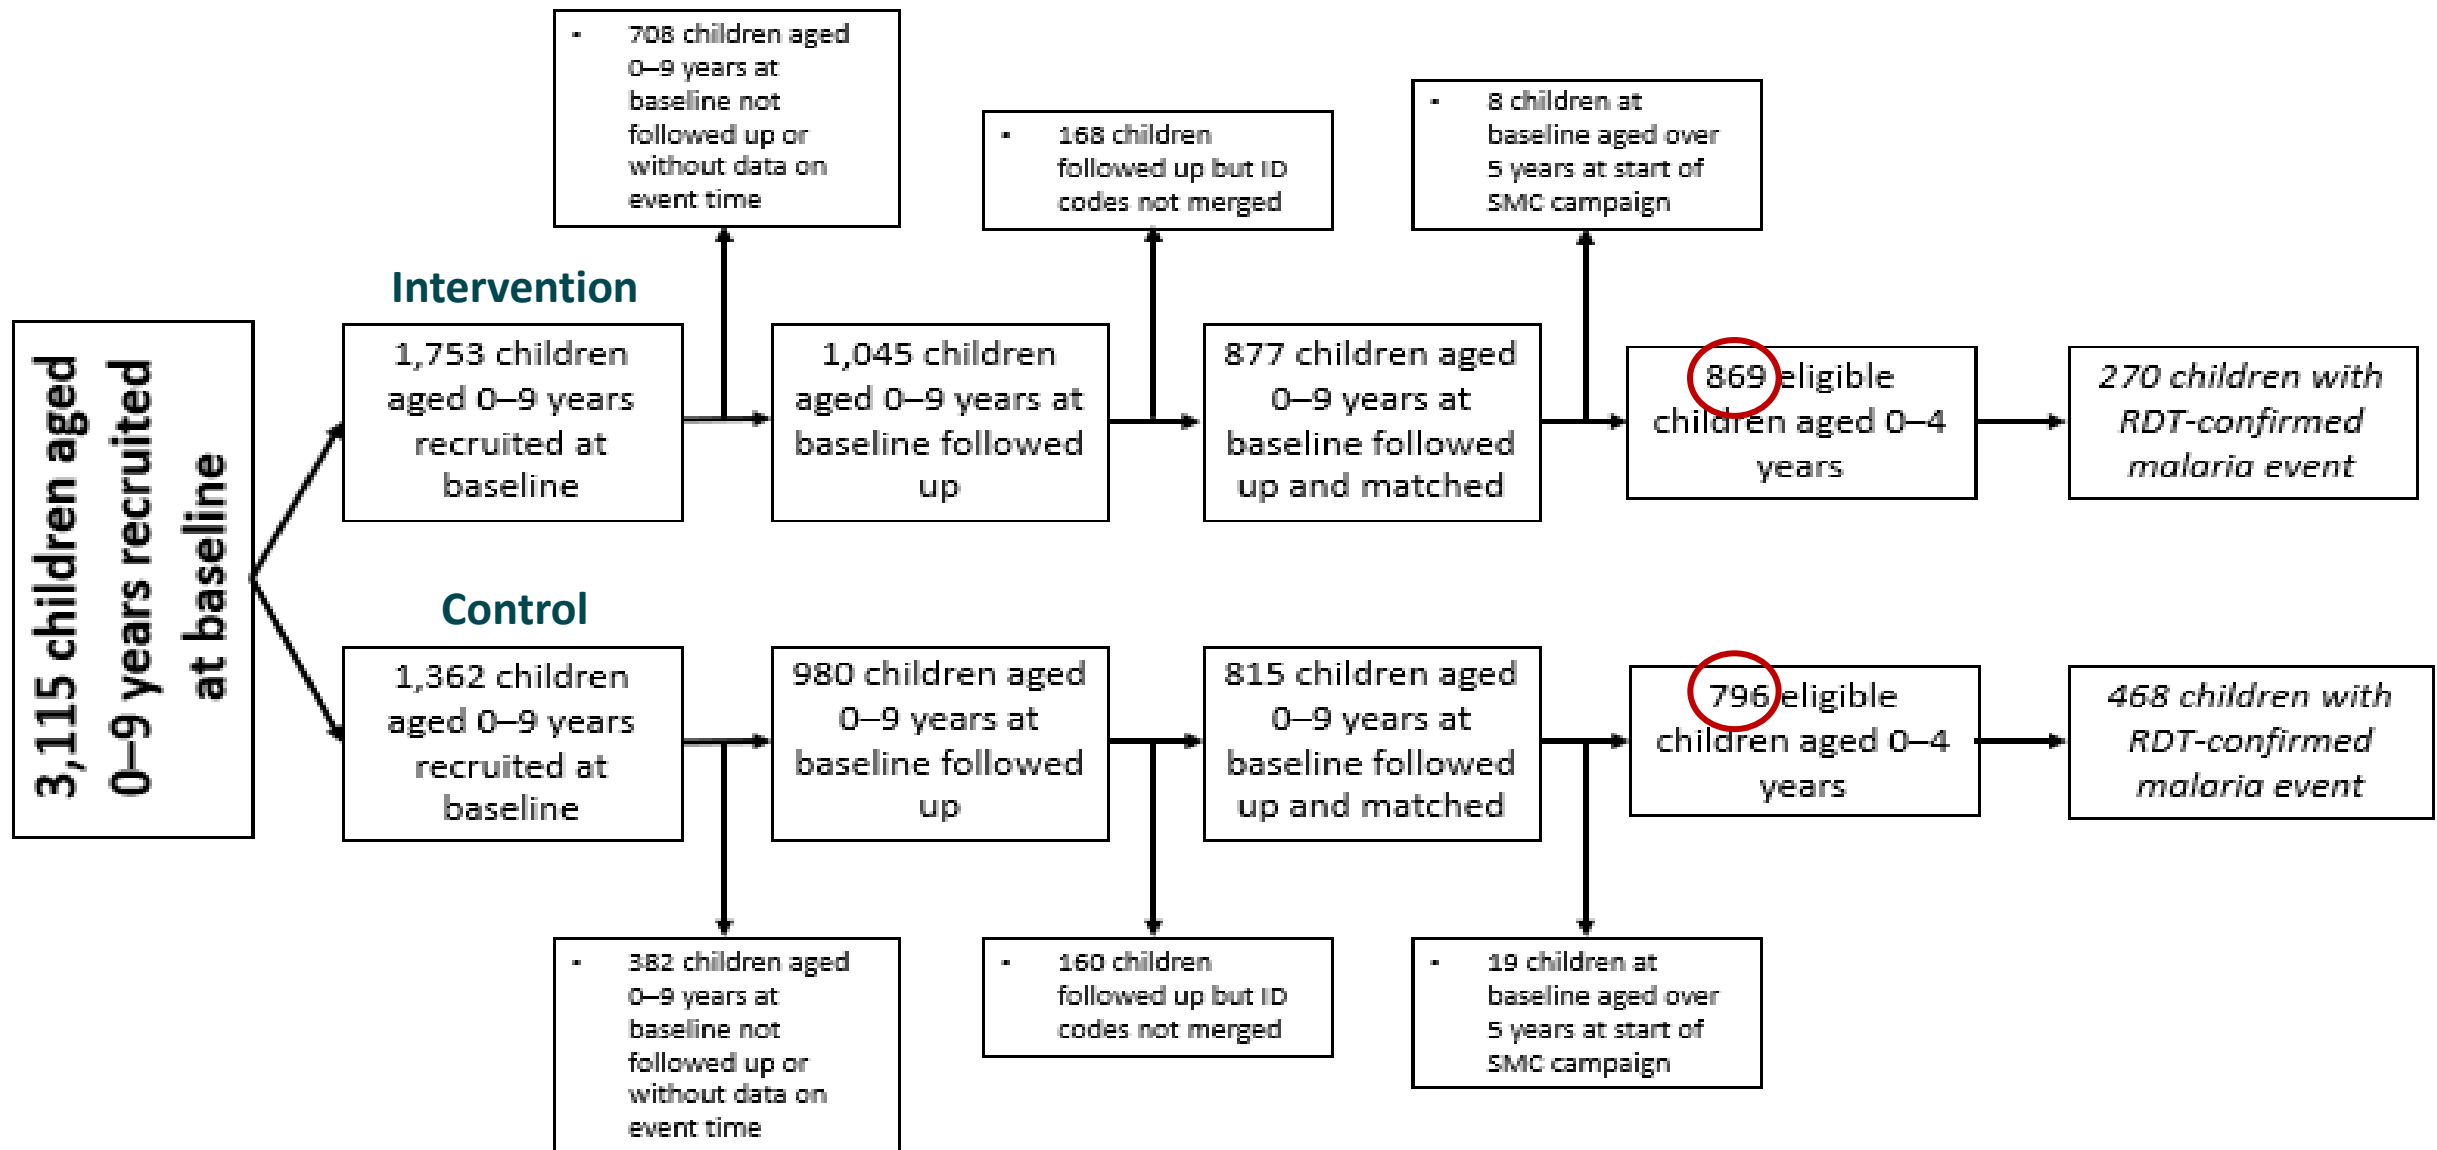 3,115 children aged
0–9 years recruited
at baseline
Intervention
1,753 children
aged 0–9 years
recruited at
baseline
▪ 708 children aged
0–9 years at
baseline not
followed up or
without data on
event time
1,045 children
aged 0–9 years at
baseline followed
up
▪ 168 children
followed up but ID
codes not merged
877 children aged
0–9 years at
baseline followed
up and matched
▪ 8 children at
baseline aged over
5 years at start of
SMC campaign
869 eligible
children aged 0–4
years
270 children with
RDT-confirmed
malaria event
Control
1,362 children
aged 0–9 years
recruited at
baseline
▪ 382 children aged
0–9 years at
baseline not
followed up or
without data on
event time
980 children aged
0–9 years at
baseline followed
up
▪ 160 children
followed up but ID
codes not merged
815 children aged
0–9 years at
baseline followed
up and matched
▪ 19 children at
baseline aged over
5 years at start of
SMC campaign
796 eligible
children aged 0–4
years
468 children with
RDT-confirmed
malaria event